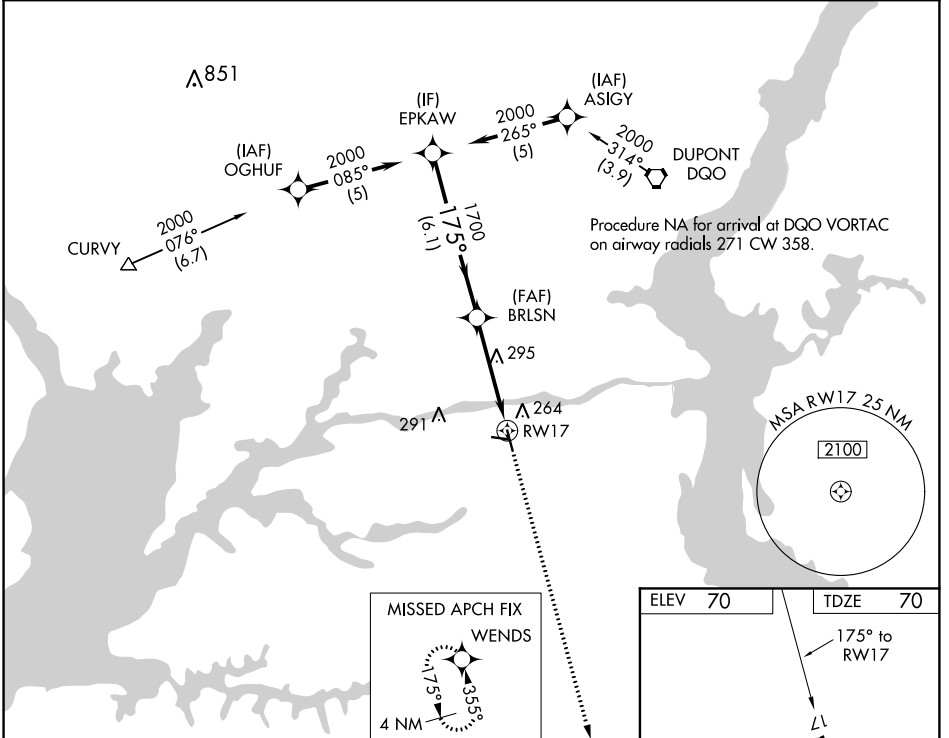 851
(IAF)
ASIGY
(IF)
EPKAW
2000
265°
(5)
(IAF)
OGHUF
2000
085°
(5)
2000
314°
(3.9)
DUPONT
DQO
2000
076°
(6.7)
CURVY
1700
175°
(6.1)
Procedure NA for arrival at DQO VORTAC
on airway radials 271 CW 358.
(FAF)
BRLSN
295
291
264
RW17
MSA RW17 25 NM
2100
MISSED APCH FIX
WENDS
175°
355°
4 NM
ELEV 70
TDZE 70
175° to
RW17
17